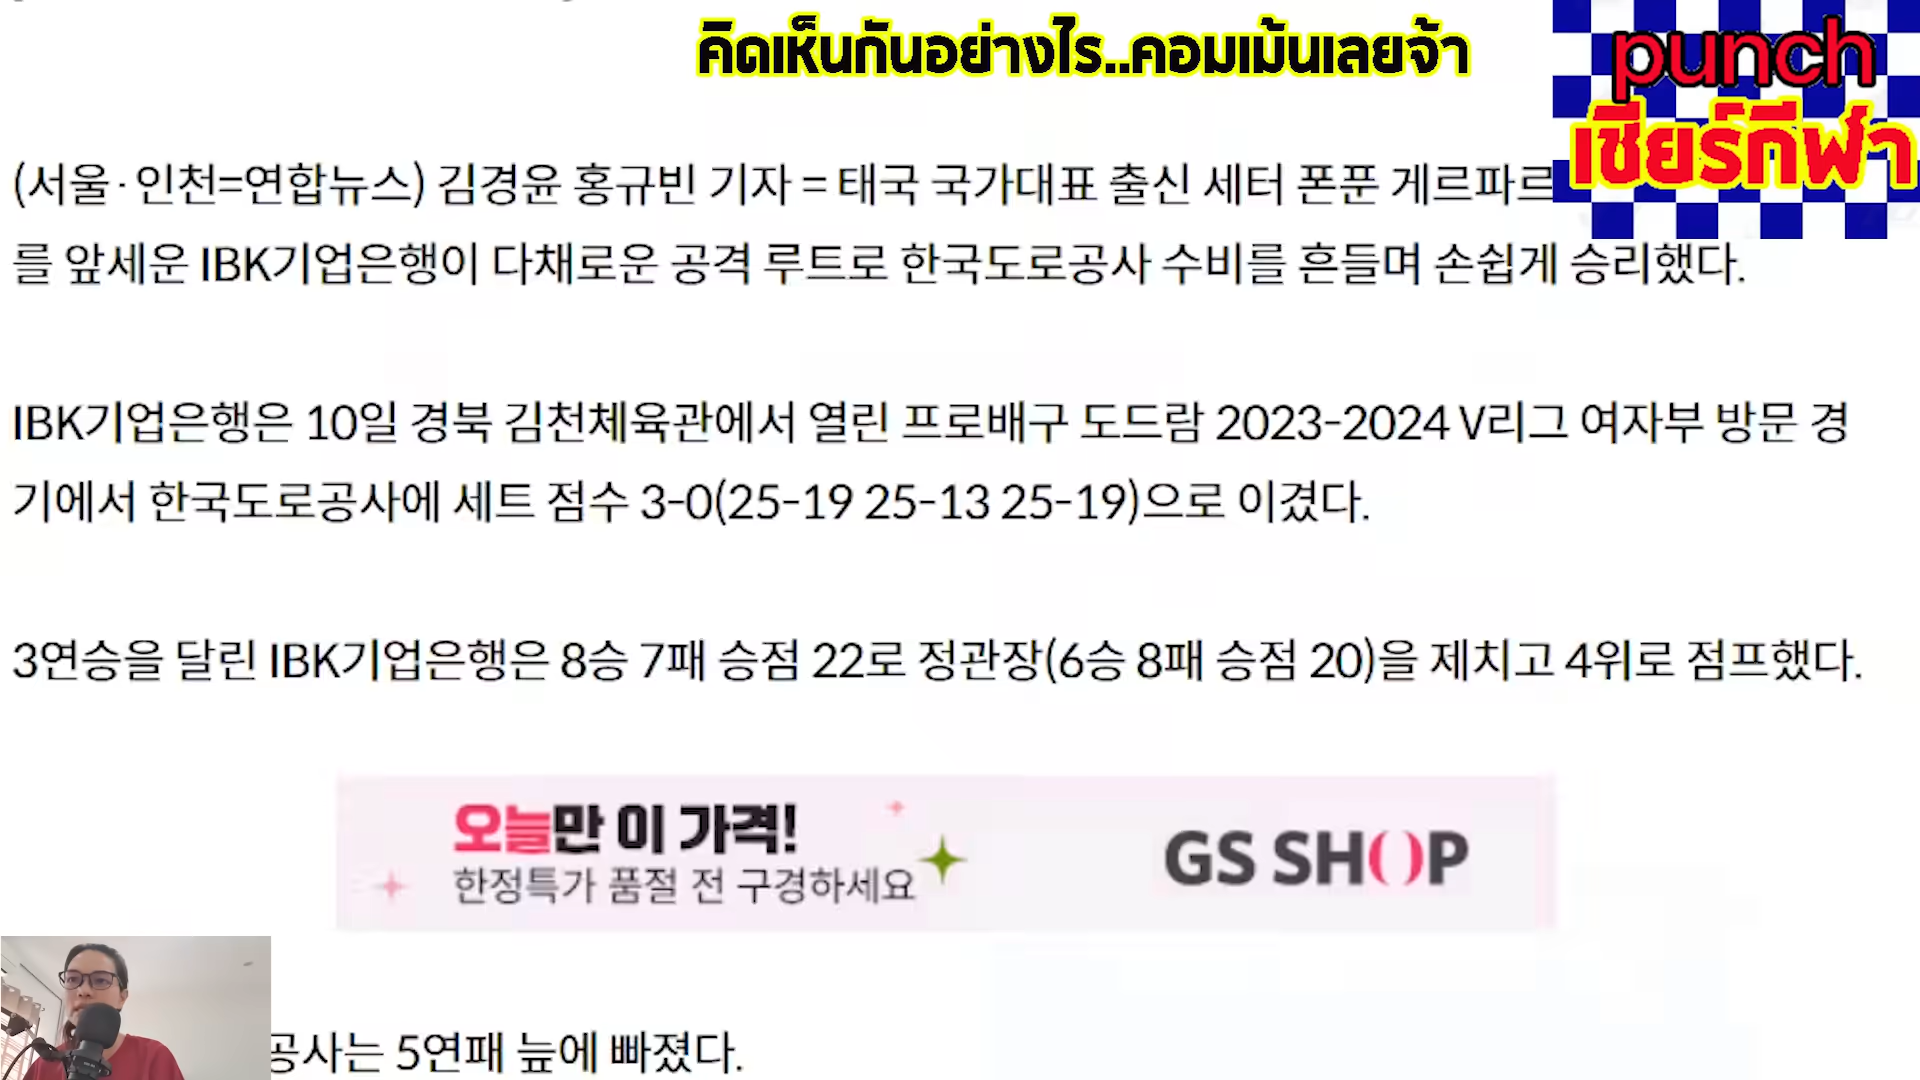 คิดเห็นกันอย่างไร..คอมเม้นเลยจ้า
punch
เชียร์กีฬา
(서울·인천=연합뉴스) 김경윤 홍규빈 기자 = 태국 국가대표 출신 세터 폰푼 게르파르
를 앞세운 IBK기업은행이 다채로운 공격 루트로 한국도로공사 수비를 흔들며 손쉽게 승리했다.
IBK기업은행은 10일 경북 김천체육관에서 열린 프로배구 도드람 2023-2024 V리그 여자부 방문 경
기에서 한국도로공사에 세트 점수 3-0(25-19 25-13 25-19)으로 이겼다.
3연승을 달린 IBK기업은행은 8승 7패 승점 22로 정관장(6승 8패 승점 20)을 제치고 4위로 점프했다.
오늘만 이 가격!
한정특가 품절 전 구경하세요
GS SHOP
공사는 5연패 늪에 빠졌다.